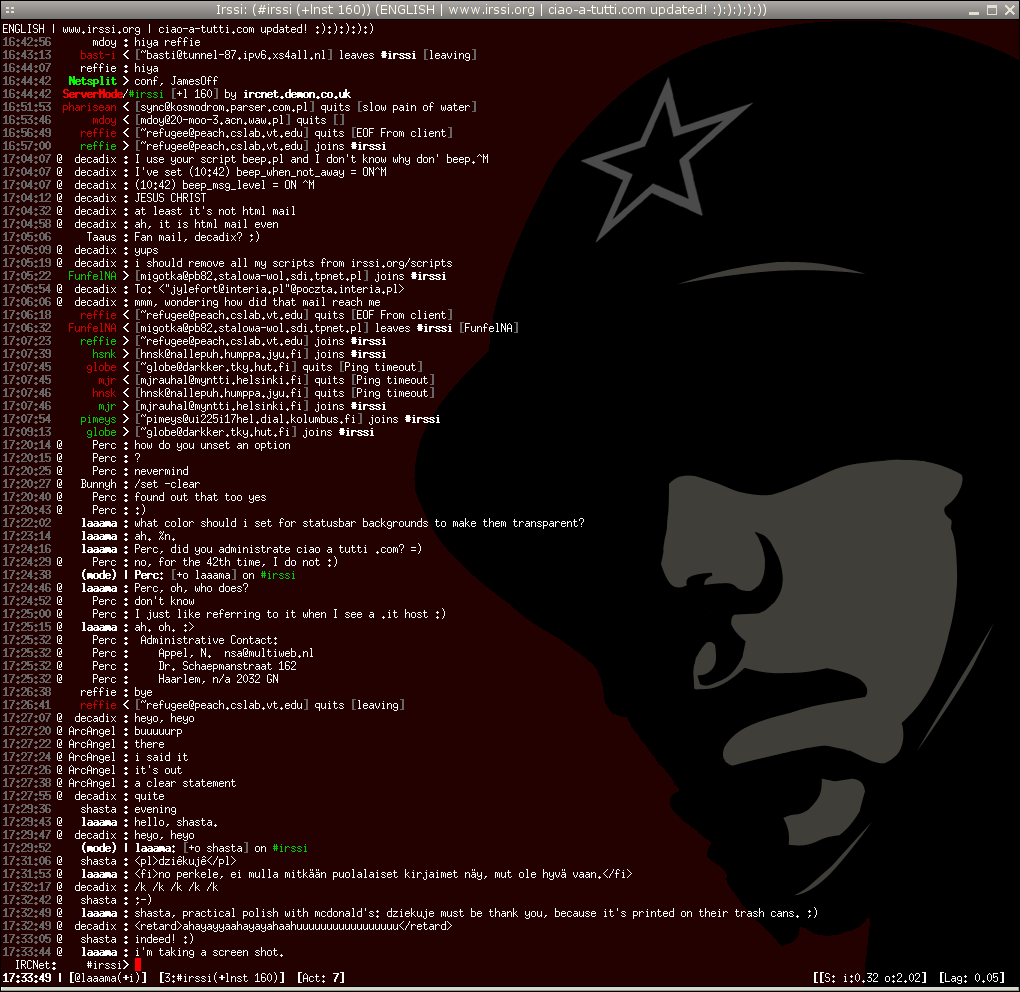 Irssi: (#irssi (+lnst 160)) (ENGLISH | www.irssi.org | ciao-a-tutti.com updated! :):):):):))
ENGLISH | www.irssi.org | ciao-a-tutti.com updated! :):):):):)
16:42:56 mdoy : hiya reffie
16:43:13 bast-i < [~basti@tunnel-87.ipv6.xs4all.nl] leaves #irssi [leaving]
16:44:07 reffie : hiya
16:44:42 Netsplit > conf, JamesOff
16:44:42 ServerMode/#irssi [+l 160] by ircnet.demon.co.uk
16:51:53 pharisean < [sync@kosmodrom.parser.com.pl] quits [slow pain of water]
16:53:46 mdoy < [mdoy@20-moo-3.acn.waw.pl] quits []
16:56:49 reffie < [~refugee@peach.cslab.vt.edu] quits [EOF From client]
16:57:00 reffie > [~refugee@peach.cslab.vt.edu] joins #irssi
17:04:07 @ decadix : I use your script beep.pl and I don't know why don' beep.^M
17:04:07 @ decadix : I've set (10:42) beep_when_not_away = ON^M
17:04:07 @ decadix : (10:42) beep_msg_level = ON ^M
17:04:12 @ decadix : JESUS CHRIST
17:04:32 @ decadix : at least it's not html mail
17:04:58 @ decadix : ah, it is html mail even
17:05:06 Taaus : Fan mail, decadix? ;)
17:05:09 @ decadix : yups
17:05:19 @ decadix : i should remove all my scripts from irssi.org/scripts
17:05:22 FunfelNA > [migotka@pb82.stalowa-wol.sdi.tpnet.pl] joins #irssi
17:05:54 @ decadix : To: <"jylefort@interia.pl"@poczta.interia.pl>
17:06:06 @ decadix : mmm, wondering how did that mail reach me
17:06:18 reffie < [~refugee@peach.cslab.vt.edu] quits [EOF From client]
17:06:32 FunfelNA < [migotka@pb82.stalowa-wol.sdi.tpnet.pl] leaves #irssi [FunfelNA]
17:07:23 reffie > [~refugee@peach.cslab.vt.edu] joins #irssi
17:07:39 hsnk > [hnsk@nallepuh.humppa.jyu.fi] joins #irssi
17:07:45 globe < [~globe@darkker.tky.hut.fi] quits [Ping timeout]
17:07:45 mjr < [mjrauhal@myntti.helsinki.fi] quits [Ping timeout]
17:07:46 hnsk < [hnsk@nallepuh.humppa.jyu.fi] quits [Ping timeout]
17:07:46 mjr > [mjrauhal@myntti.helsinki.fi] joins #irssi
17:07:54 pimeys > [~pimeys@ui225i17hel.dial.kolumbus.fi] joins #irssi
17:09:13 globe > [~globe@darkker.tky.hut.fi] joins #irssi
17:20:14 @ Perc : how do you unset an option
17:20:15 @ Perc : ?
17:20:25 @ Perc : nevermind
17:20:27 @ Bunnyh : /set -clear
17:20:40 @ Perc : found out that too yes
17:20:43 @ Perc : :)
17:22:02 laaama : what color should i set for statusbar backgrounds to make them transparent?
17:23:14 laaama : ah. %n.
17:24:16 laaama : Perc, did you administrate ciao a tutti .com? =)
17:24:29 @ Perc : no, for the 42th time, I do not :)
17:24:38 (mode) | Perc: [+o laaama] on #irssi
17:24:46 @ laaama : Perc, oh, who does?
17:24:52 @ Perc : don't know
17:25:00 @ Perc : I just like referring to it when I see a .it host :)
17:25:15 @ laaama : ah. oh. :>
17:25:32 @ Perc : Administrative Contact:
17:25:32 @ Perc : Appel, N. nsa@multiweb.nl
17:25:32 @ Perc : Dr. Schaepmanstraat 162
17:25:32 @ Perc : Haarlem, n/a 2032 GN
17:26:38 reffie : bye
17:26:41 reffie < [~refugee@peach.cslab.vt.edu] quits [leaving]
17:27:07 @ decadix : heyo, heyo
17:27:20 @ ArcAngel : buuuuurp
17:27:22 @ ArcAngel : there
17:27:24 @ ArcAngel : i said it
17:27:26 @ ArcAngel : it's out
17:27:38 @ ArcAngel : a clear statement
17:27:55 @ decadix : quite
17:29:36 shasta : evening
17:29:43 @ laaama : hello, shasta.
17:29:47 @ decadix : heyo, heyo
17:29:52 (mode) | laaama: [+o shasta] on #irssi
17:31:06 @ shasta : <pl>dziêkujê</pl>
17:31:53 @ laaama : <fi>no perkele, ei mulla mitkään puolalaiset kirjaimet näy, mut ole hyvä vaan.</fi>
17:32:17 @ decadix : /k /k /k /k /k
17:32:42 @ shasta : ;-)
17:32:49 @ laaama : shasta, practical polish with mcdonald's: dziekuje must be thank you, because it's printed on their trash cans. ;)
17:32:49 @ decadix : <retard>ahayayyaahayayahaahuuuuuuuuuuuuuuuuu</retard>
17:33:05 @ shasta : indeed! :)
17:33:44 @ laaama : i'm taking a screen shot.
IRCNet: #irssi>
17:33:49 | [@laaama(+i)] [3:#irssi(+lnst 160)] [Act: 7] [[S: i:0.32 o:2.02] [Lag: 0.05]